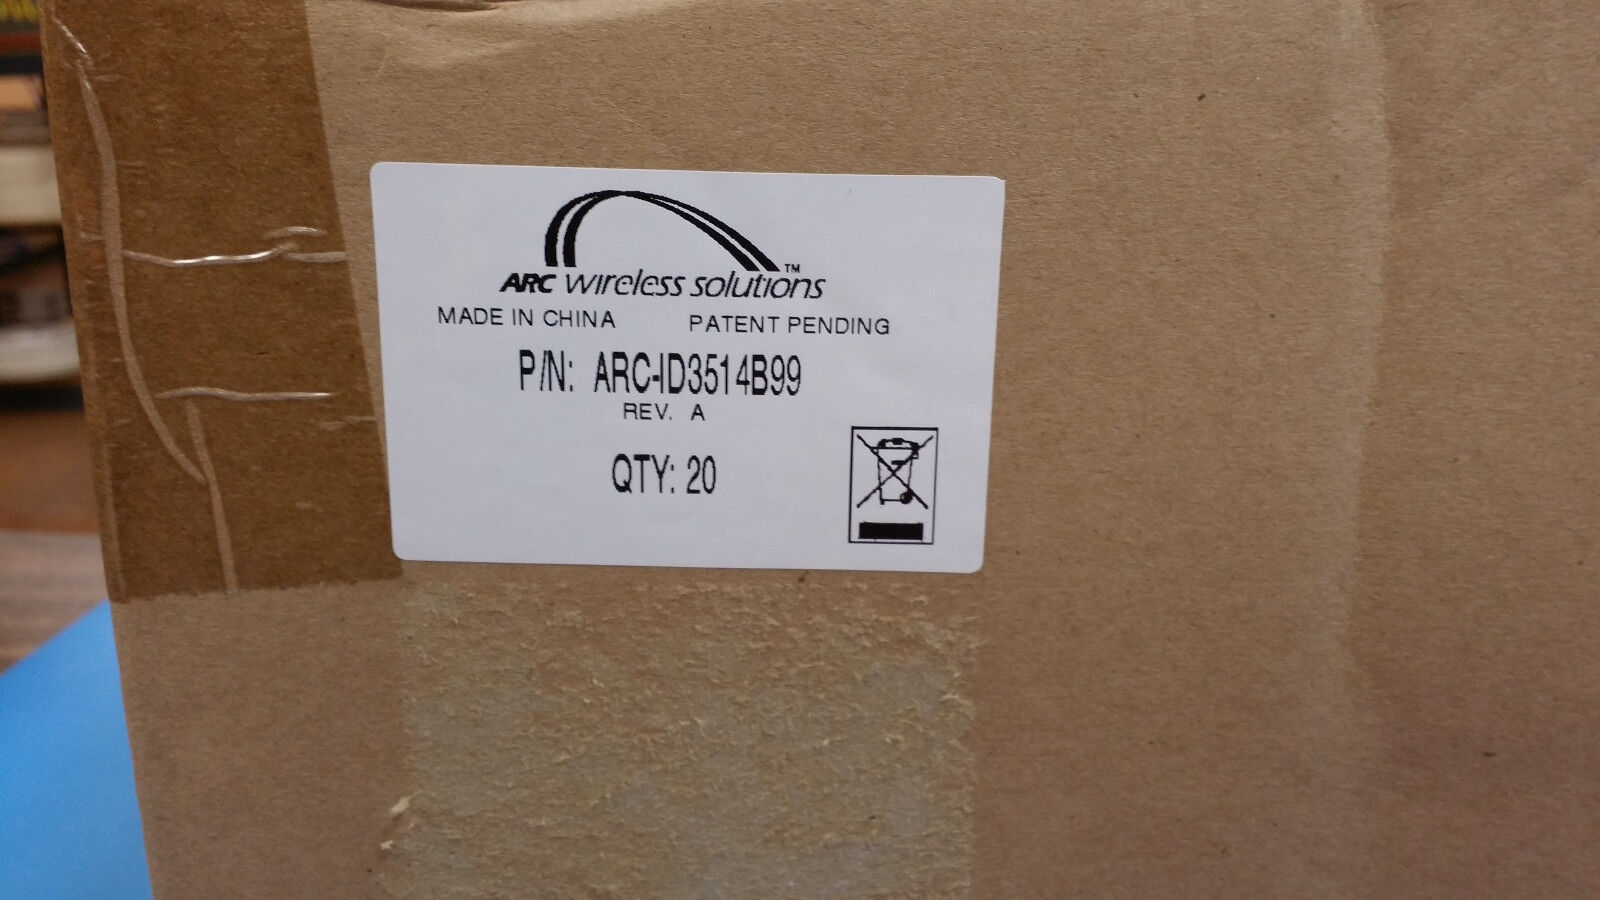 ARC wireless solutions™
MADE IN CHINA PATENT PENDING
P/N: ARC-ID3514B99
REV. A
QTY: 20